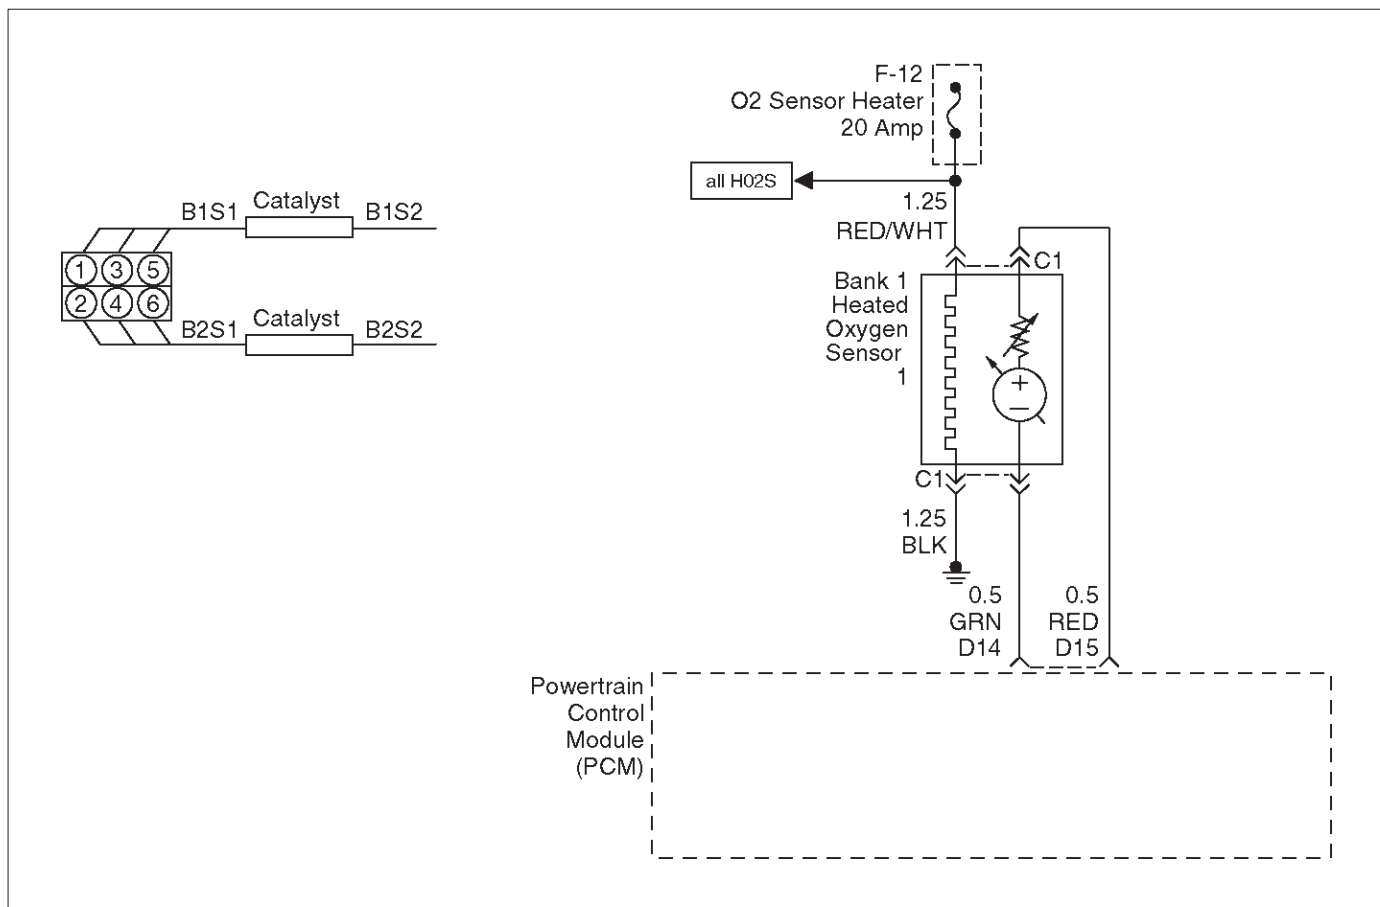 F-12
O2 Sensor Heater
20 Amp
all H02S
1.25
RED/WHT
B1S1 Catalyst B1S2
1 3 5
2 4 6
B2S1 Catalyst B2S2
C1
Bank 1
Heated
Oxygen
Sensor
1
+
−
C1
1.25
BLK
0.5 0.5
GRN RED
D14 D15
Powertrain
Control
Module
(PCM)